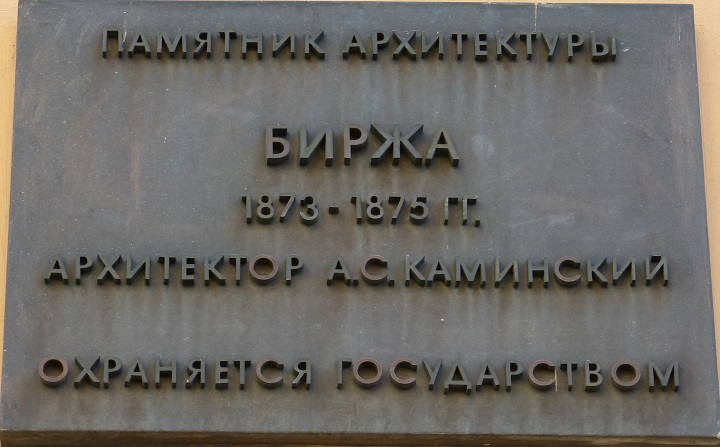 ПАМЯТНИК АРХИТЕКТУРЫ
БИРЖА
1873 - 1875 ГГ.
АРХИТЕКТОР А.С.КАМИНСКИЙ
ОХРАНЯЕТСЯ ГОСУДАРСТВОМ